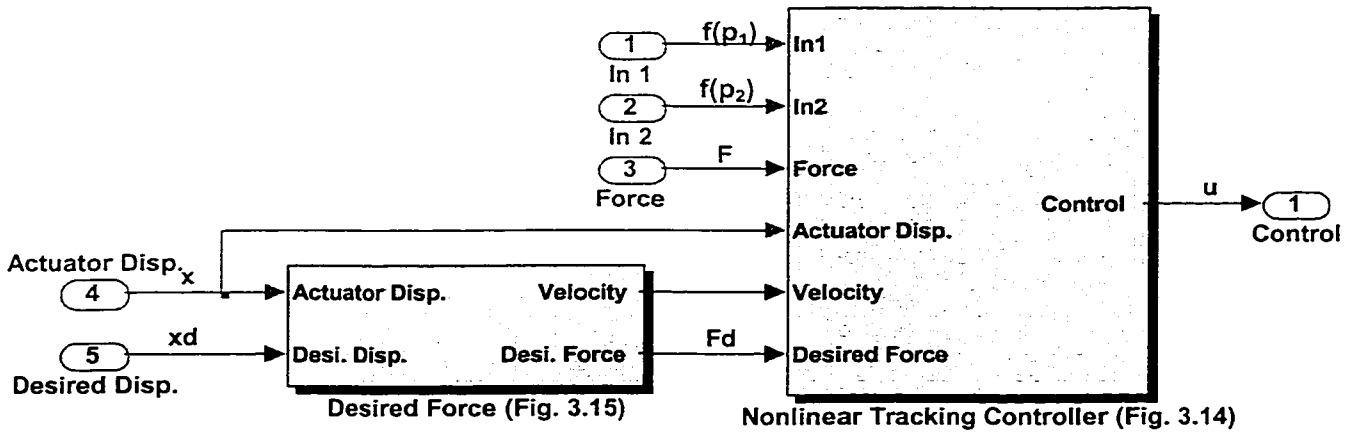 f(p₁)
1
In1
In 1
f(p₂)
2
In2
In 2
F
3
Force
Force
Control
u
1
Control
Actuator Disp.
Actuator Disp.
x
4
Actuator Disp.
Velocity
Velocity
xd
5
Desi. Disp.
Desi. Force
Fd
Desired Force
Desired Disp.
Desired Force (Fig. 3.15)
Nonlinear Tracking Controller (Fig. 3.14)